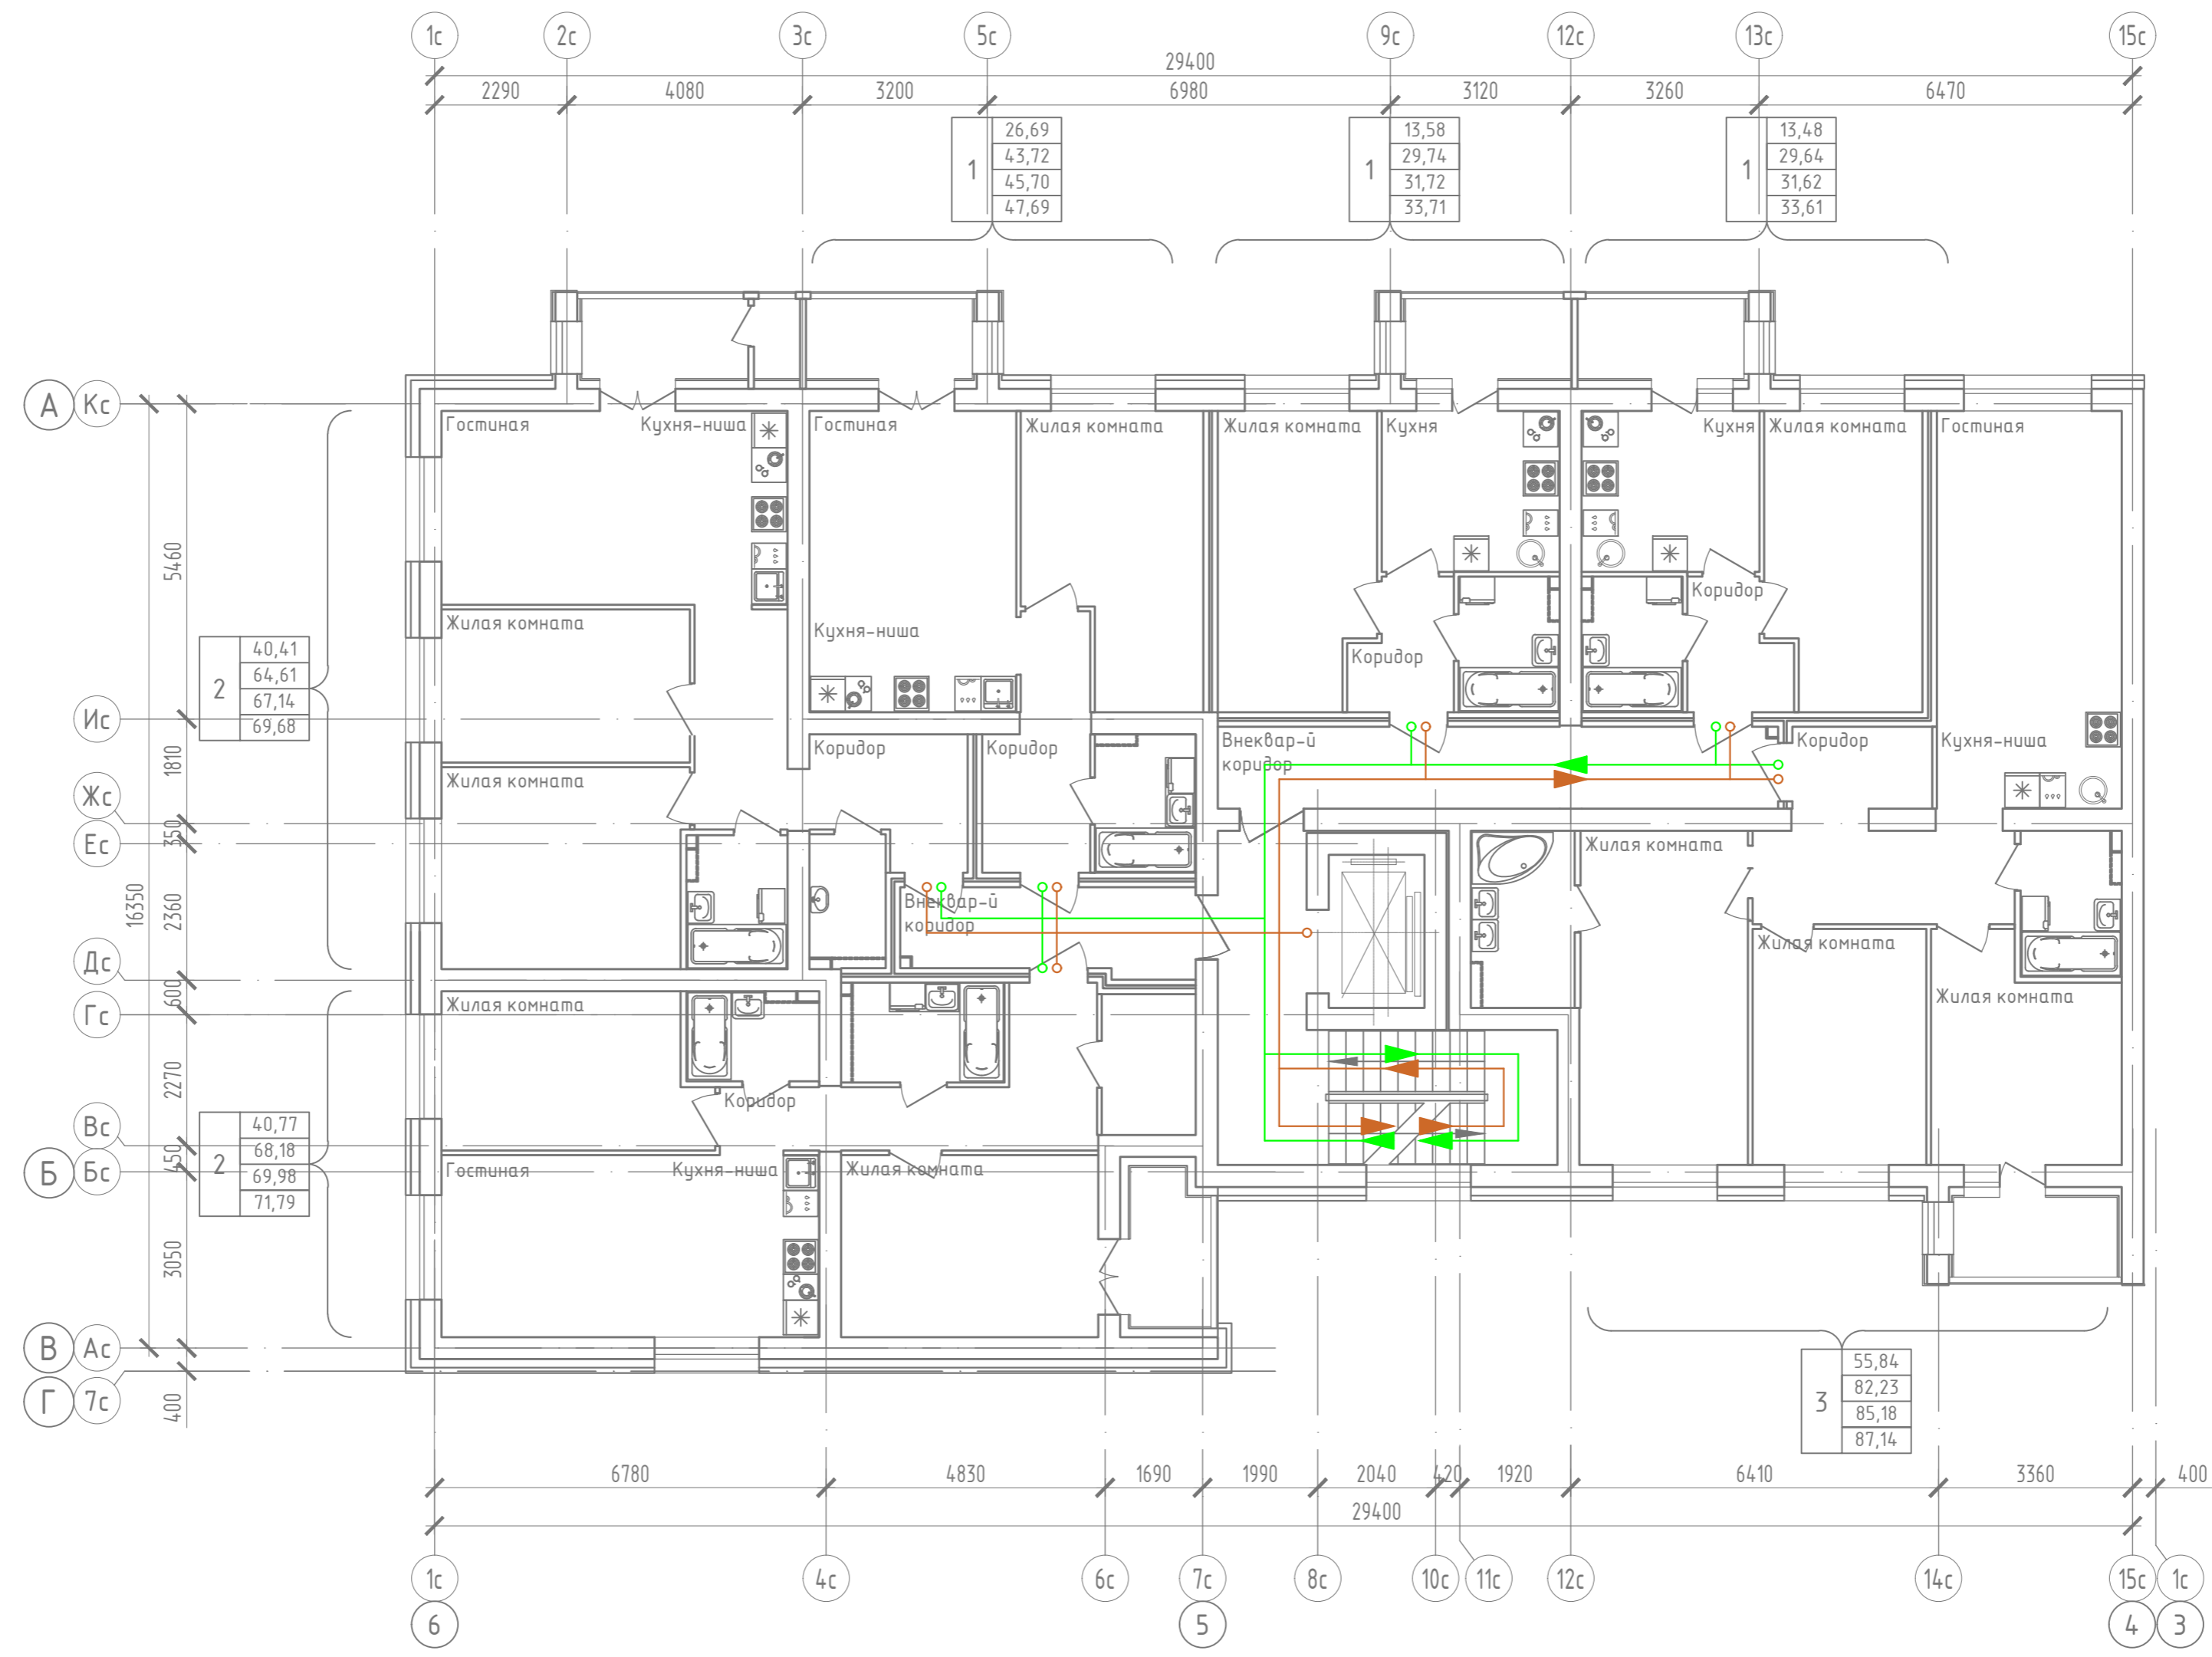 1с
2с
3с
5с
9с
12с
13с
15с
29400
2290
4080
3200
6980
3120
3260
6470
1
26,69
43,72
45,70
47,69
1
13,58
29,74
31,72
33,71
1
13,48
29,64
31,62
33,61
А
Кс
Гостиная
Кухня-ниша
Гостиная
Жилая комната
Жилая комната
Кухня
Кухня
Жилая комната
Гостиная
5460
Коридор
Жилая комната
Кухня-ниша
Коридор
2
40,41
64,61
67,14
69,68
Ис
Коридор
Коридор
Внеквар-й
коридор
Коридор
Кухня-ниша
1810
Жилая комната
Жс
350
Ес
Жилая комната
16350
2360
Внеквар-й
коридор
Жилая комната
Дс
600
Жилая комната
Жилая комната
Гс
2270
Коридор
Вс
2
40,77
68,18
69,98
71,79
450
Б
Бс
Гостиная
Кухня-ниша
Жилая комната
3050
В
Ас
Г
7с
400
3
55,84
82,23
85,18
87,14
6780
4830
1690
1990
2040
420
1920
6410
3360
400
29400
1с
4с
6с
7с
8с
10с
11с
12с
14с
15с
1с
6
5
4
3